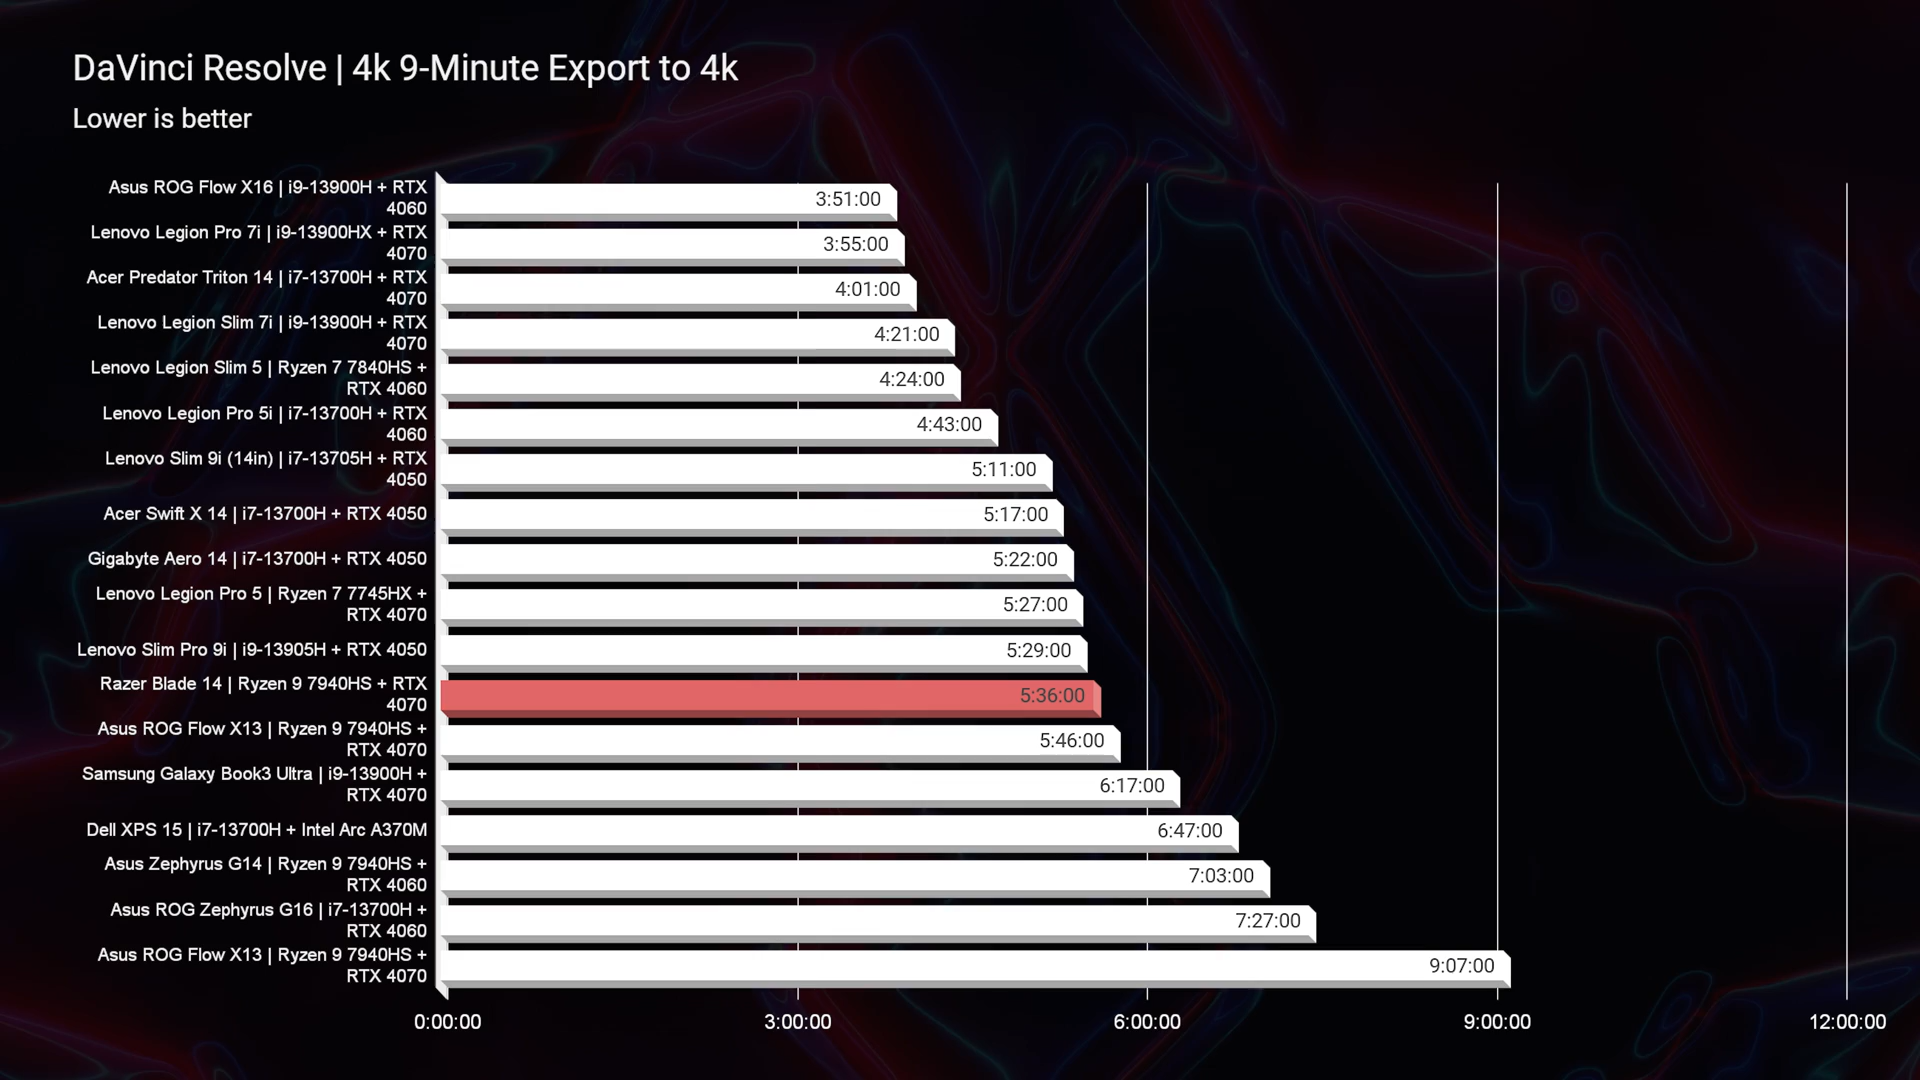 DaVinci Resolve | 4k 9-Minute Export to 4k
Lower is better
Asus ROG Flow X16 | i9-13900H + RTX
4060
3:51:00
Lenovo Legion Pro 7i | i9-13900HX + RTX
4070
3:55:00
Acer Predator Triton 14 | i7-13700H + RTX
4070
4:01:00
Lenovo Legion Slim 7i | i9-13900H + RTX
4070
4:21:00
Lenovo Legion Slim 5 | Ryzen 7 7840HS +
RTX 4060
4:24:00
Lenovo Legion Pro 5i | i7-13700H + RTX
4060
4:43:00
Lenovo Slim 9i (14in) | i7-13705H + RTX
4050
5:11:00
Acer Swift X 14 | i7-13700H + RTX 4050
5:17:00
Gigabyte Aero 14 | i7-13700H + RTX 4050
5:22:00
Lenovo Legion Pro 5 | Ryzen 7 7745HX +
RTX 4070
5:27:00
Lenovo Slim Pro 9i | i9-13905H + RTX 4050
5:29:00
Razer Blade 14 | Ryzen 9 7940HS + RTX
4070
5:36:00
Asus ROG Flow X13 | Ryzen 9 7940HS +
RTX 4070
5:46:00
Samsung Galaxy Book3 Ultra | i9-13900H +
RTX 4070
6:17:00
Dell XPS 15 | i7-13700H + Intel Arc A370M
6:47:00
Asus Zephyrus G14 | Ryzen 9 7940HS +
RTX 4060
7:03:00
Asus ROG Zephyrus G16 | i7-13700H +
RTX 4060
7:27:00
Asus ROG Flow X13 | Ryzen 9 7940HS +
RTX 4070
9:07:00
0:00:00
3:00:00
6:00:00
9:00:00
12:00:00